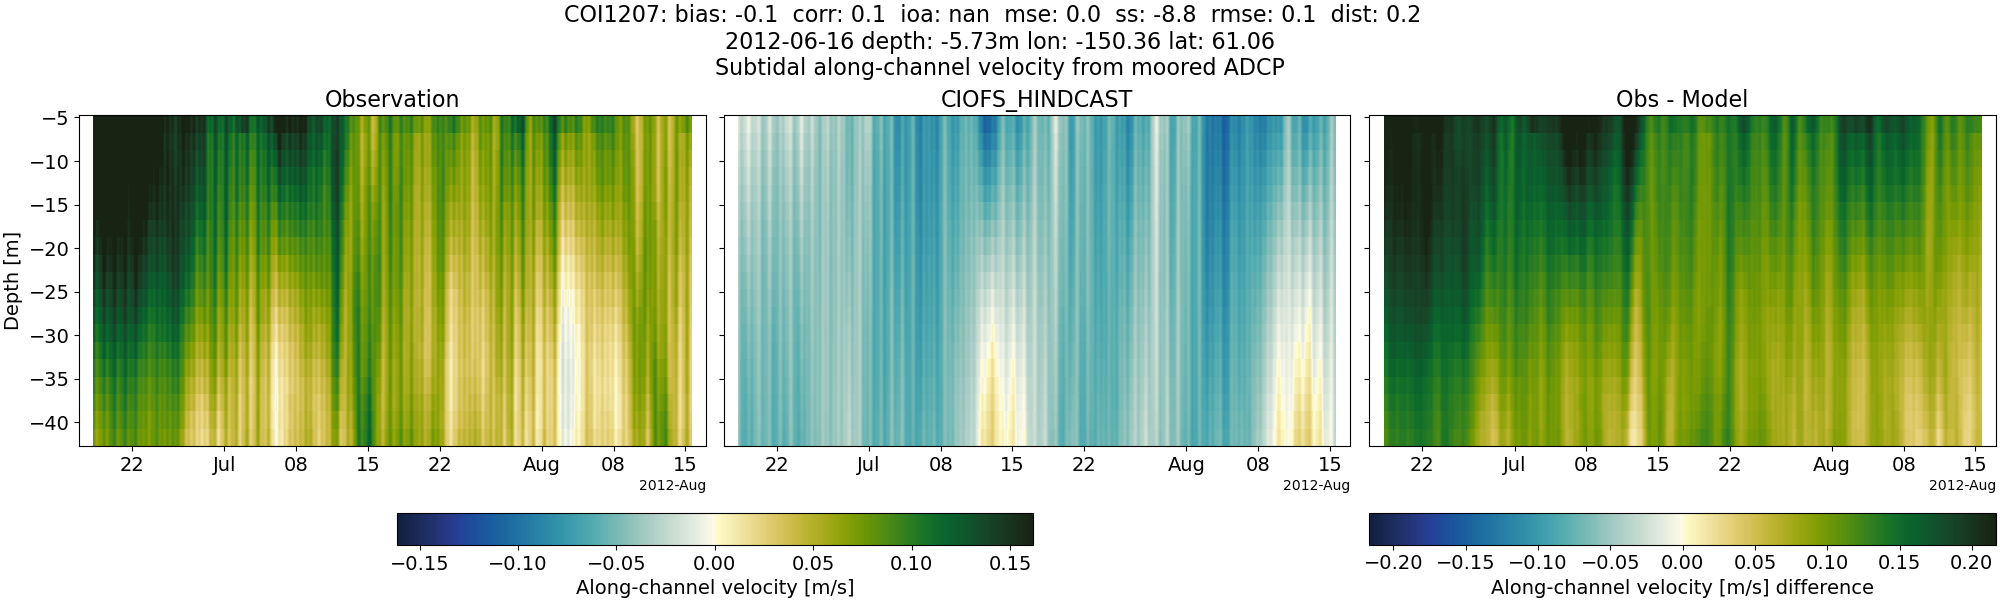 COI1207: bias: -0.1  corr: 0.1  ioa: nan  mse: 0.0  ss: -8.8  rmse: 0.1  dist: 0.2
2012-06-16 depth: -5.73m lon: -150.36 lat: 61.06
Subtidal along-channel velocity from moored ADCP
Observation
CIOFS_HINDCAST
Obs - Model
Depth [m]
−5
−10
−15
−20
−25
−30
−35
−40
22 Jul 08 15 22 Aug 08 15
2012-Aug
22 Jul 08 15 22 Aug 08 15
2012-Aug
22 Jul 08 15 22 Aug 08 15
2012-Aug
−0.15 −0.10 −0.05 0.00 0.05 0.10 0.15
Along-channel velocity [m/s]
−0.20 −0.15 −0.10 −0.05 0.00 0.05 0.10 0.15 0.20
Along-channel velocity [m/s] difference